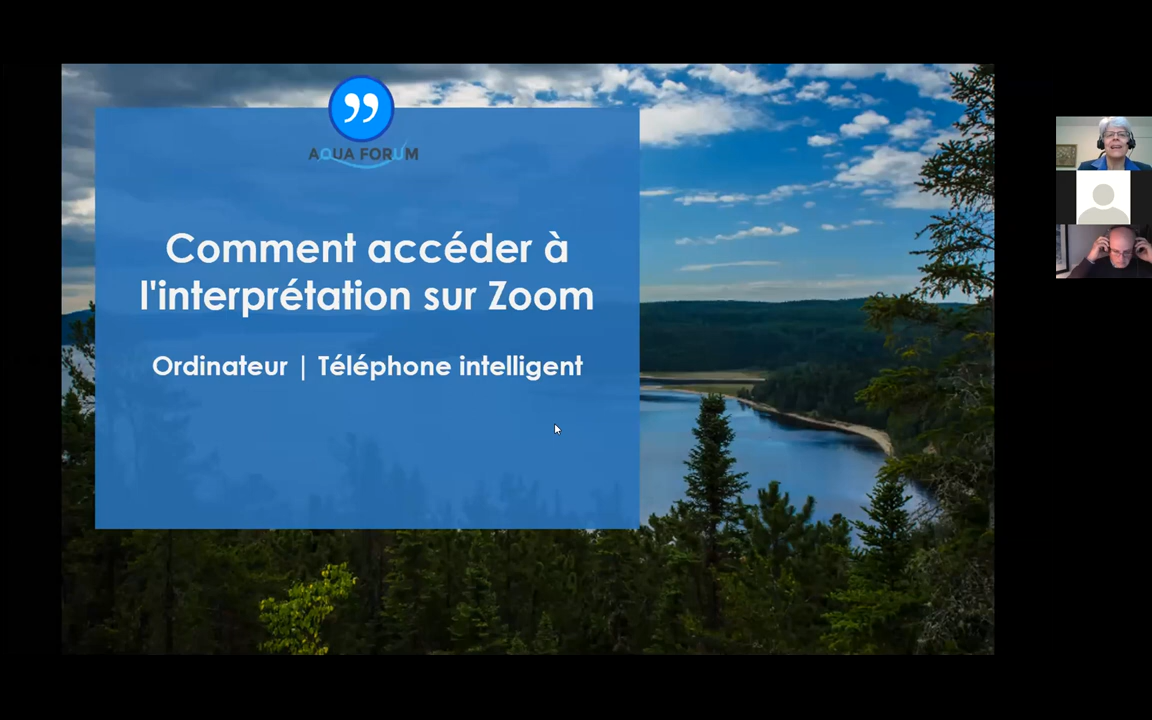 AQUA FORUM
Comment accéder à
l'interprétation sur Zoom
Ordinateur | Téléphone intelligent